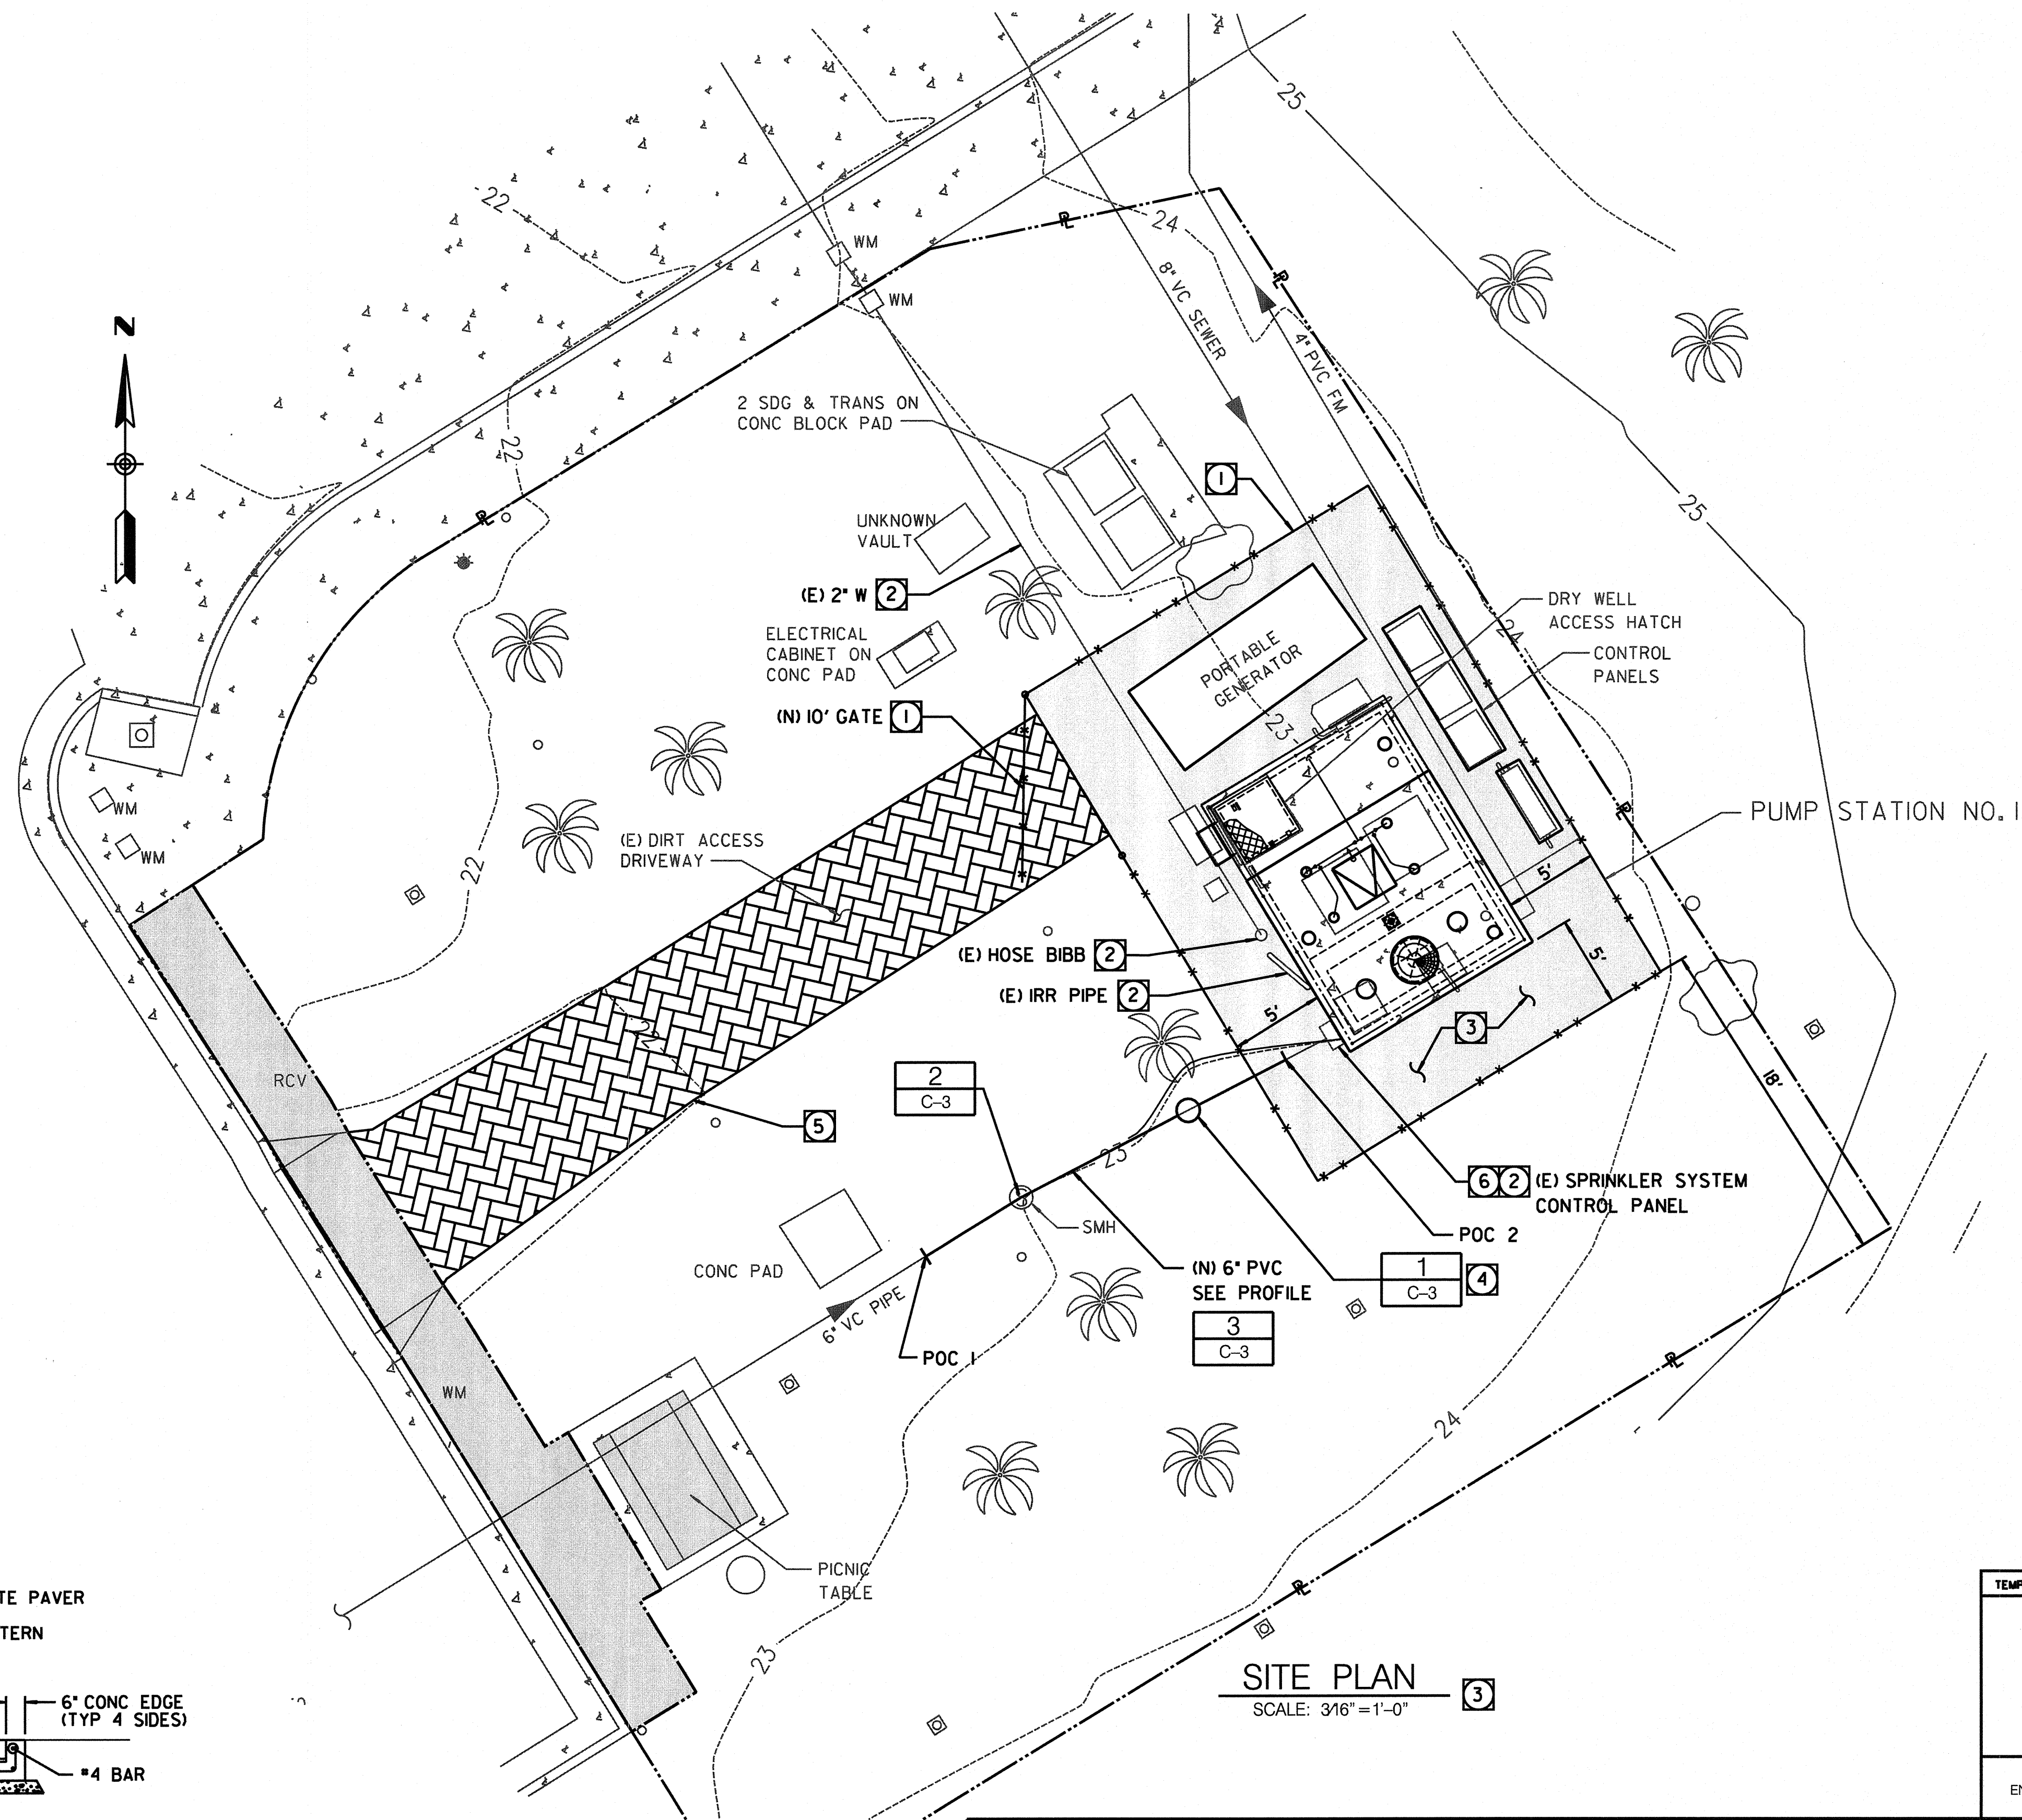 25
22
24
WM
WM
8" VC SEWER
4" PVC FM
N
2 SDG & TRANS ON
CONC BLOCK PAD
22
1
25
UNKNOWN
VAULT
(E) 2" W 2
DRY WELL
ACCESS HATCH
24
ELECTRICAL
CABINET ON
CONC PAD
CONTROL
PANELS
PORTABLE
GENERATOR
(N) 10' GATE 1
23
WM
WM
PUMP STATION NO. 1
(E) DIRT ACCESS
DRIVEWAY
22
5'
(E) HOSE BIBB 2
5'
(E) IRR PIPE 2
5'
3
RCV
18'
2
C-3
5
23
6 2 (E) SPRINKLER SYSTEM
CONTROL PANEL
SMH
POC 2
CONC PAD
(N) 6" PVC
SEE PROFILE
1
C-3
4
6" VC PIPE
3
C-3
POC 1
WM
24
PICNIC
TABLE
23
TE PAVER
TERN
6" CONC EDGE
(TYP 4 SIDES)
#4 BAR
SITE PLAN 3
SCALE: 3/16" = 1'-0"
TEMP
EN